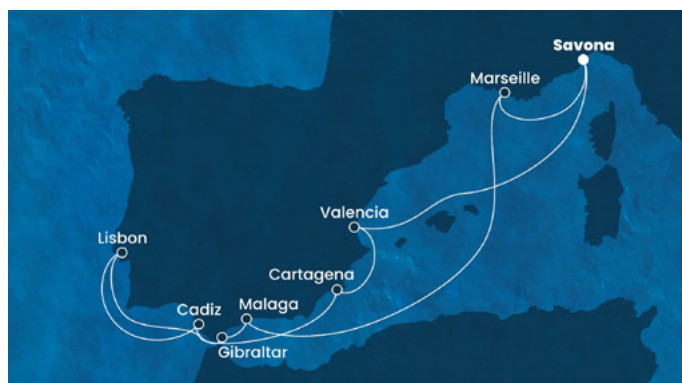 Savona
Marseille
Valencia
Lisbon
Cartagena
Cadiz
Malaga
Gibraltar